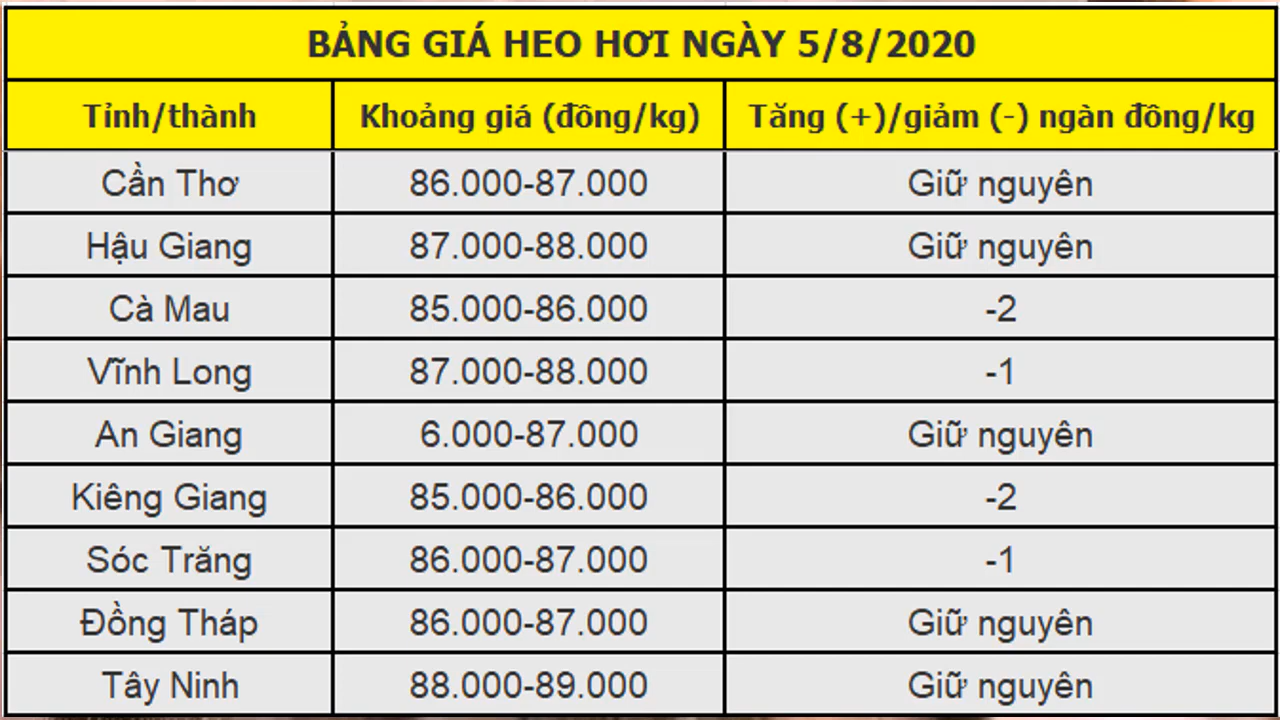 BẢNG GIÁ HEO HƠI NGÀY 5/8/2020
Tỉnh/thành Khoảng giá (đồng/kg) Tăng (+)/giảm (-) ngàn đồng/kg
Cần Thơ 86.000-87.000 Giữ nguyên
Hậu Giang 87.000-88.000 Giữ nguyên
Cà Mau 85.000-86.000 -2
Vĩnh Long 87.000-88.000 -1
An Giang 6.000-87.000 Giữ nguyên
Kiêng Giang 85.000-86.000 -2
Sóc Trăng 86.000-87.000 -1
Đồng Tháp 86.000-87.000 Giữ nguyên
Tây Ninh 88.000-89.000 Giữ nguyên